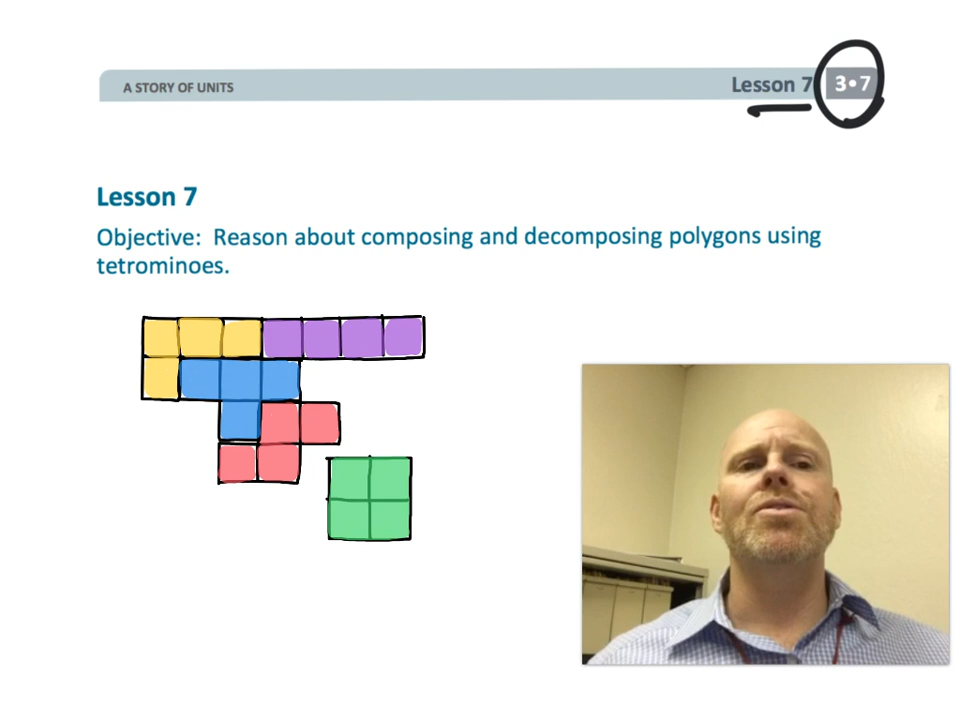 A STORY OF UNITS
Lesson 7 3•7
Lesson 7
Objective: Reason about composing and decomposing polygons using
tetrominoes.